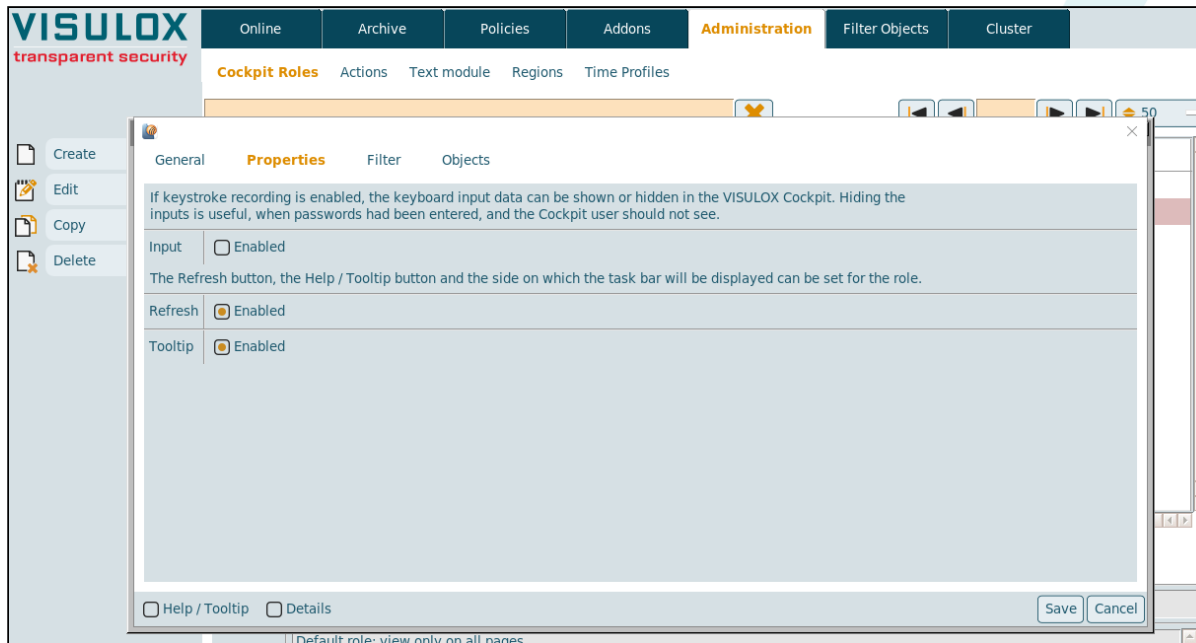 VISULOX
transparent security
Online Archive Policies Addons Administration Filter Objects Cluster
Cockpit Roles Actions Text module Regions Time Profiles
50
Create
Edit
Copy
Delete
General Properties Filter Objects
If keystroke recording is enabled, the keyboard input data can be shown or hidden in the VISULOX Cockpit. Hiding the
inputs is useful, when passwords had been entered, and the Cockpit user should not see.
Input Enabled
The Refresh button, the Help / Tooltip button and the side on which the task bar will be displayed can be set for the role.
Refresh Enabled
Tooltip Enabled
Help / Tooltip Details Save Cancel
Default role: view only on all pages